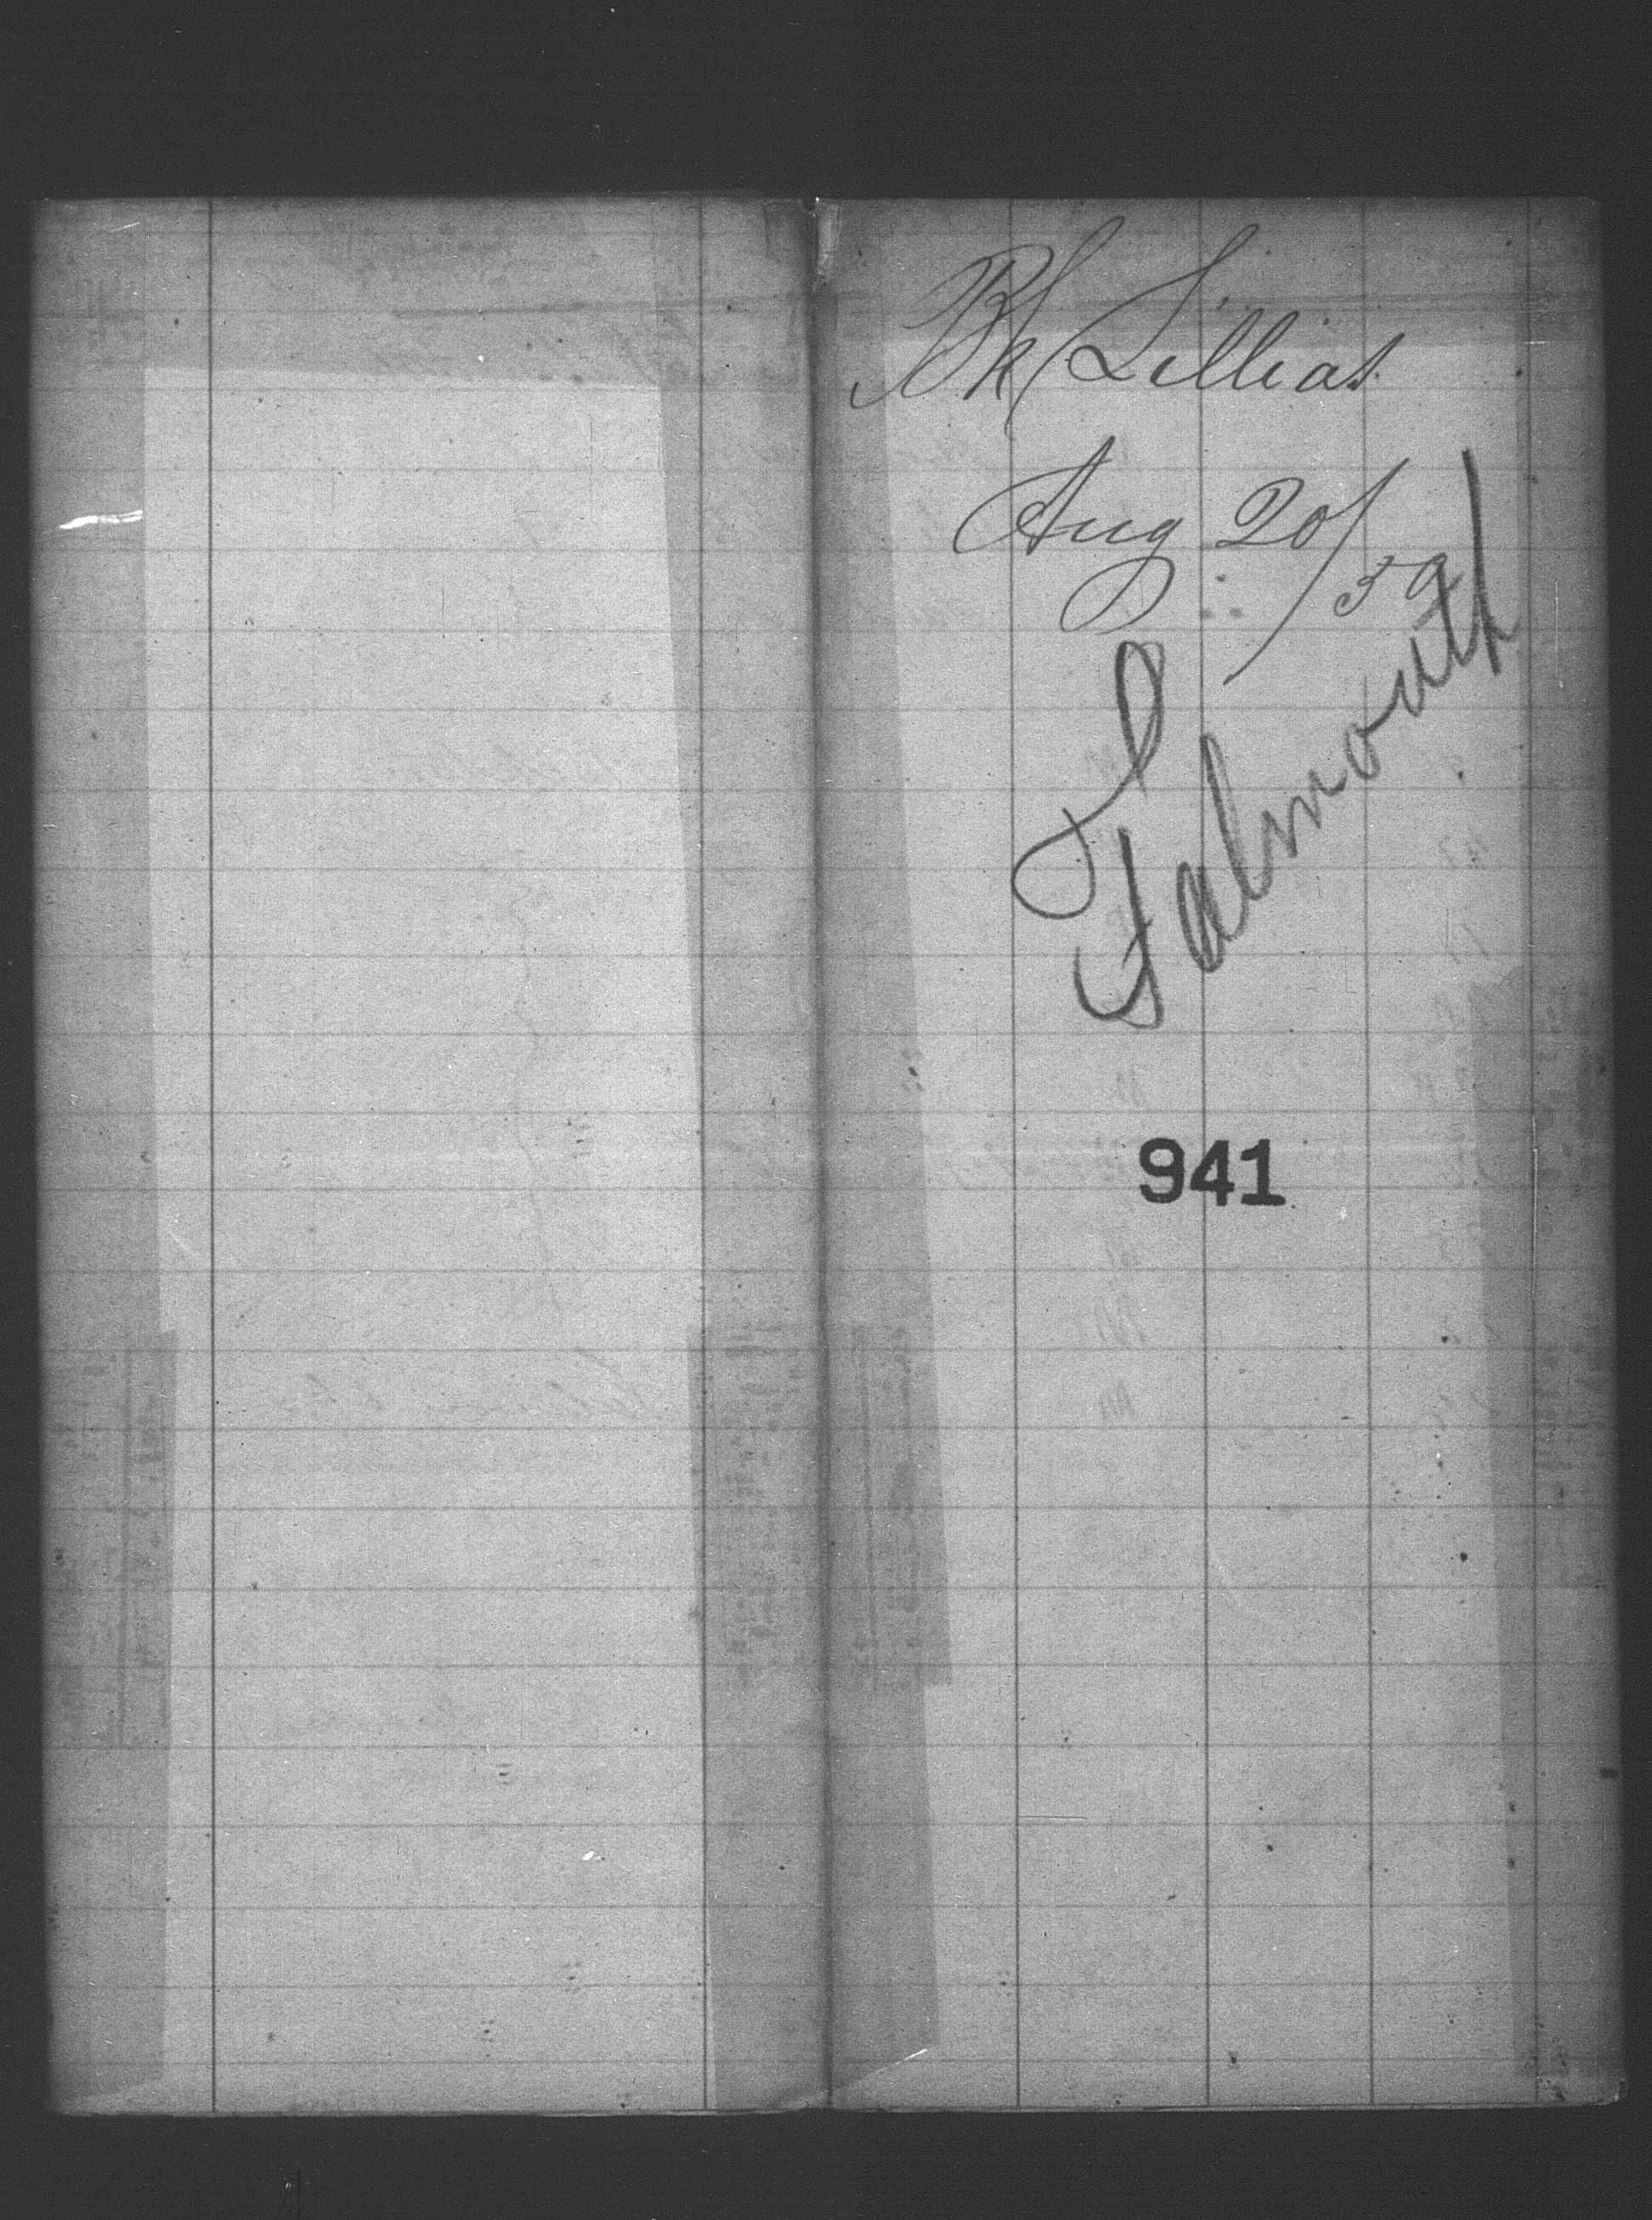 Bk Lillias
Aug 20/59
I
Falmouth
941